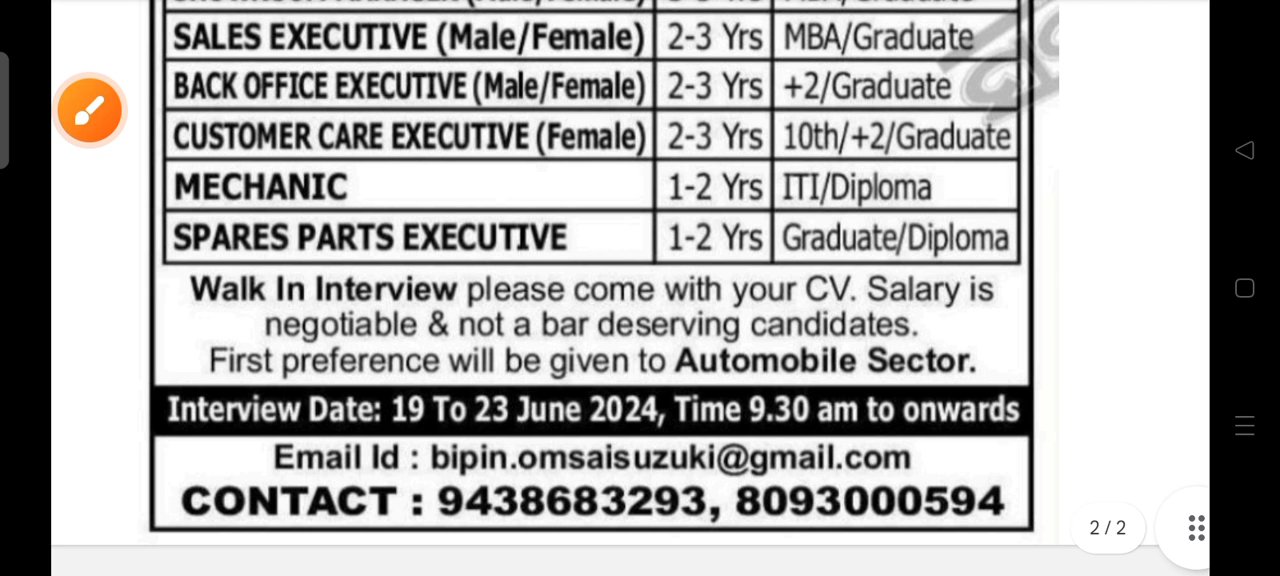 SALES EXECUTIVE (Male/Female) 2-3 Yrs MBA/Graduate
BACK OFFICE EXECUTIVE (Male/Female) 2-3 Yrs +2/Graduate
CUSTOMER CARE EXECUTIVE (Female) 2-3 Yrs 10th/+2/Graduate
MECHANIC 1-2 Yrs ITI/Diploma
SPARES PARTS EXECUTIVE 1-2 Yrs Graduate/Diploma
Walk In Interview please come with your CV. Salary is
negotiable & not a bar deserving candidates.
First preference will be given to Automobile Sector.
Interview Date: 19 To 23 June 2024, Time 9.30 am to onwards
Email Id : bipin.omsaisuzuki@gmail.com
CONTACT : 9438683293, 8093000594
2 / 2